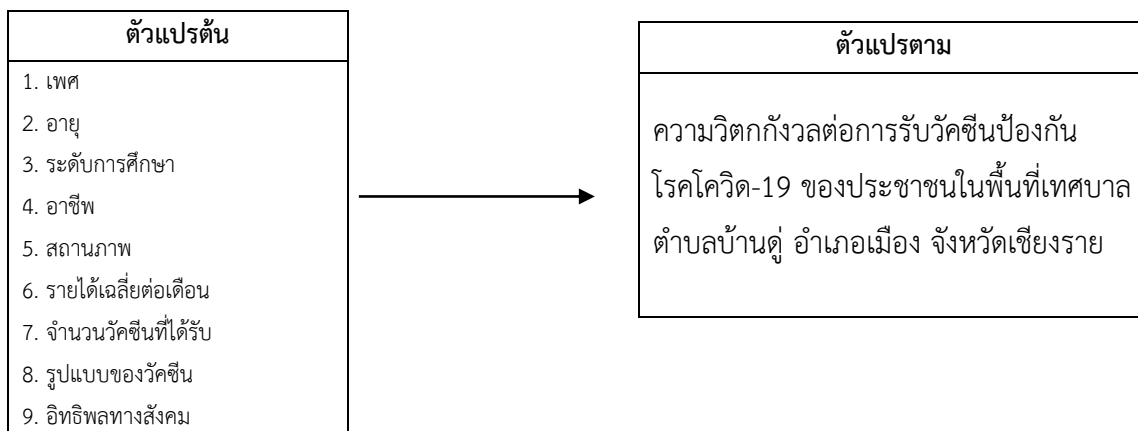 ตัวแปรต้น
1. เพศ
2. อายุ
3. ระดับการศึกษา
4. อาชีพ
5. สถานภาพ
6. รายได้เฉลี่ยต่อเดือน
7. จำนวนวัคซีนที่ได้รับ
8. รูปแบบของวัคซีน
9. อิทธิพลทางสังคม
ตัวแปรตาม
ความวิตกกังวลต่อการรับวัคซีนป้องกัน
โรคโควิด-19 ของประชาชนในพื้นที่เทศบาล
ตำบลบ้านดู่ อำเภอเมือง จังหวัดเชียงราย